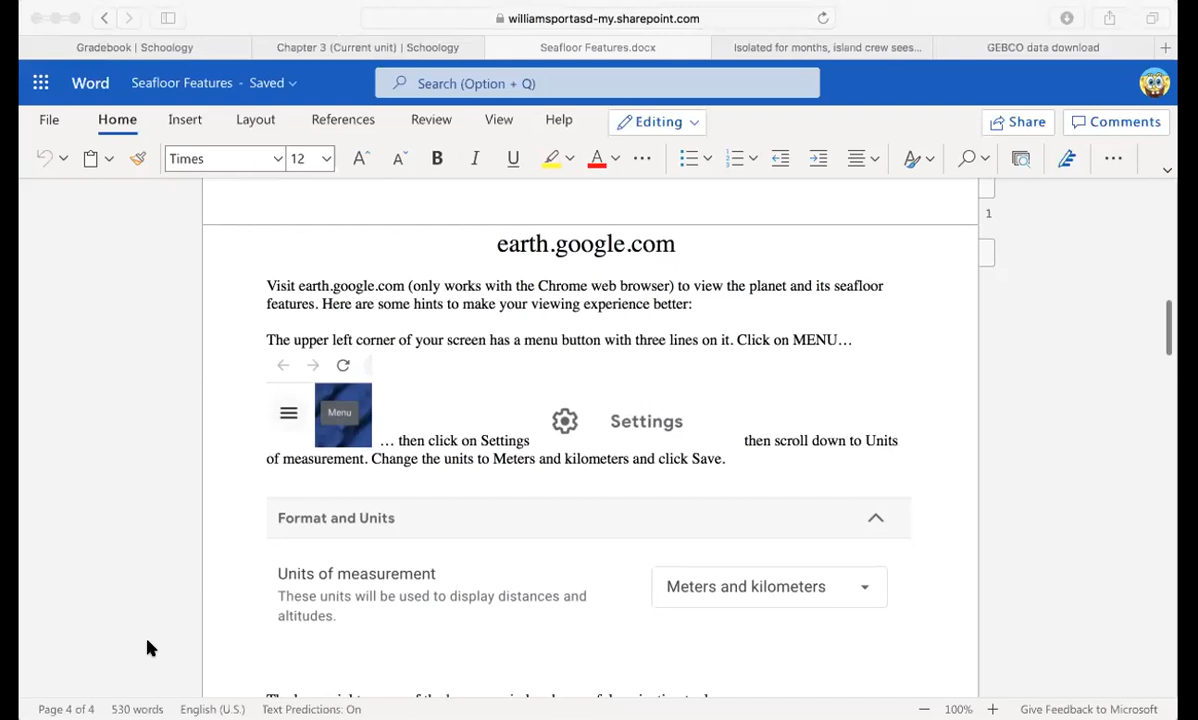 williamsportasd-my.sharepoint.com
Gradebook | Schoology
Chapter 3 (Current unit) | Schoology
Seafloor Features.docx
Isolated for months, island crew sees...
GEBCO data download
Word
Seafloor Features - Saved
Search (Option + Q)
File
Home
Insert
Layout
References
Review
View
Help
Editing
Share
Comments
Times
12
B
I
U
A
1
earth.google.com
Visit earth.google.com (only works with the Chrome web browser) to view the planet and its seafloor
features. Here are some hints to make your viewing experience better:
The upper left corner of your screen has a menu button with three lines on it. Click on MENU…
Menu
… then click on Settings
Settings
then scroll down to Units
of measurement. Change the units to Meters and kilometers and click Save.
Format and Units
Units of measurement
These units will be used to display distances and
altitudes.
Meters and kilometers
Page 4 of 4
530 words
English (U.S.)
Text Predictions: On
100%
Give Feedback to Microsoft